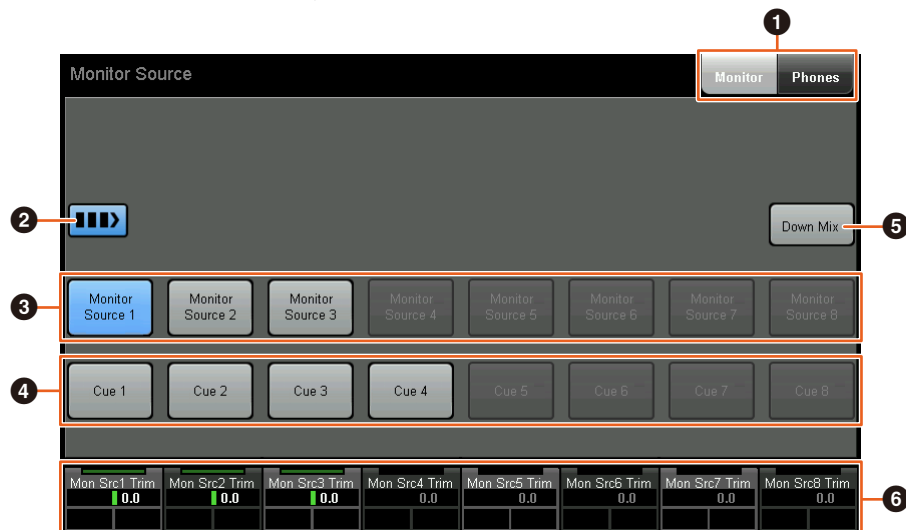 1
Monitor Source
Monitor Phones
2
Down Mix
5
3
Monitor Source 1
Monitor Source 2
Monitor Source 3
Monitor Source 4
Monitor Source 5
Monitor Source 6
Monitor Source 7
Monitor Source 8
4
Cue 1 Cue 2 Cue 3 Cue 4 Cue 5 Cue 6 Cue 7 Cue 8
Mon Src1 Trim Mon Src2 Trim Mon Src3 Trim Mon Src4 Trim Mon Src5 Trim Mon Src6 Trim Mon Src7 Trim Mon Src8 Trim
0.0 0.0 0.0 0.0 0.0 0.0 0.0 0.0
6